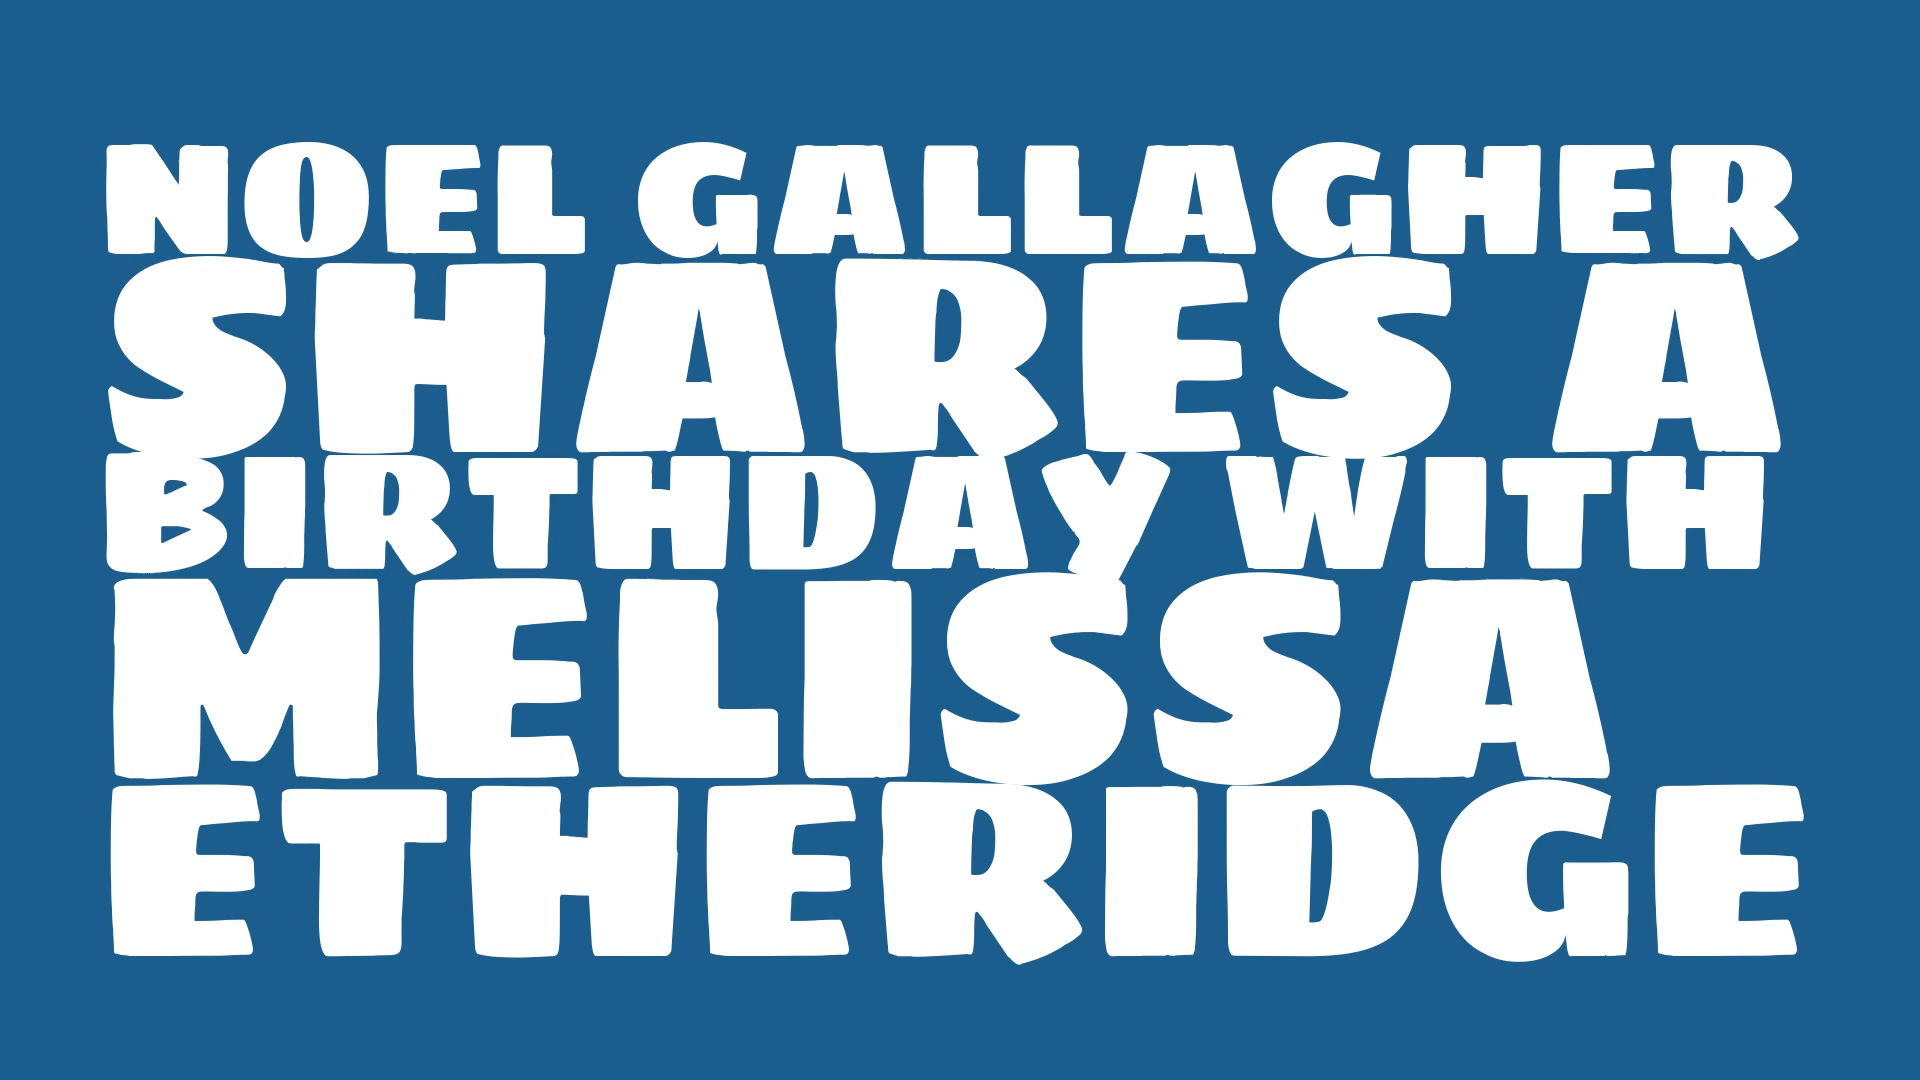 NOEL GALLAGHER
SHARES A
BIRTHDAY WITH
MELISSA
ETHERIDGE